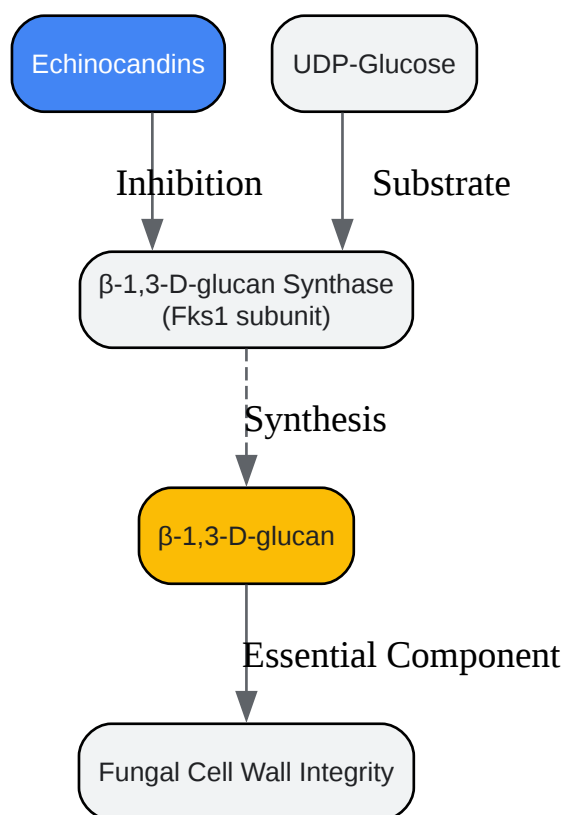 Echinocandins
UDP-Glucose
Inhibition
Substrate
β-1,3-D-glucan Synthase
(Fks1 subunit)
Synthesis
β-1,3-D-glucan
Essential Component
Fungal Cell Wall Integrity